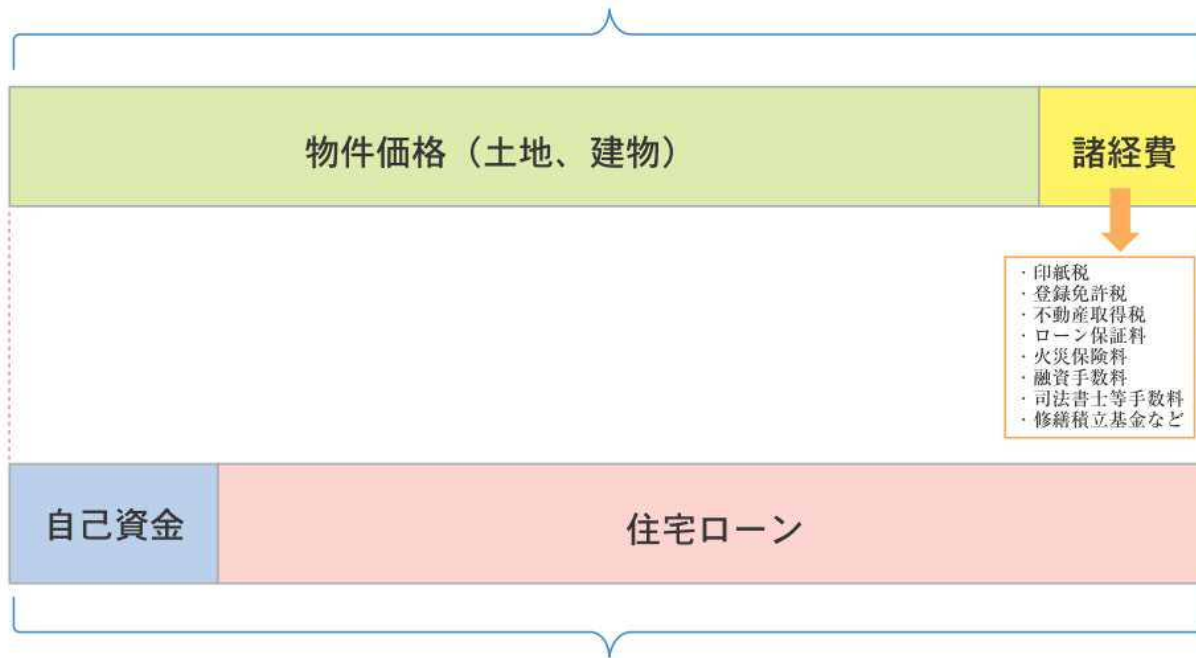 物件価格（土地、建物）
諸経費
・印紙税
・登録免許税
・不動産取得税
・ローン保証料
・火災保険料
・融資手数料
・司法書士等手数料
・修繕積立基金など
自己資金
住宅ローン